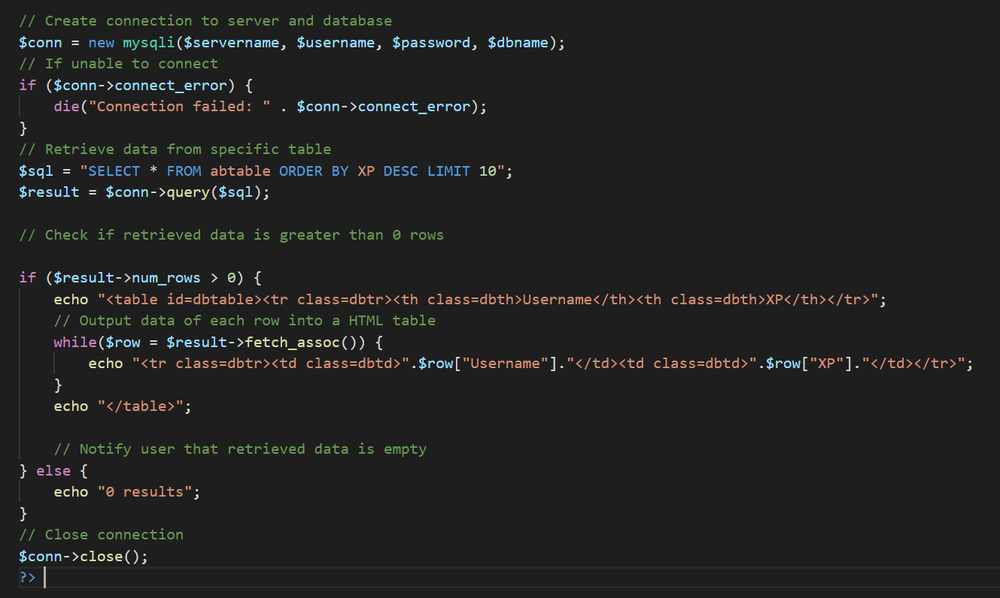 // Create connection to server and database
$conn = new mysqli($servername, $username, $password, $dbname);
// If unable to connect
if ($conn->connect_error) {
    die("Connection failed: " . $conn->connect_error);
}
// Retrieve data from specific table
$sql = "SELECT * FROM abtable ORDER BY XP DESC LIMIT 10";
$result = $conn->query($sql);
// Check if retrieved data is greater than 0 rows
if ($result->num_rows > 0) {
    echo "<table id=dbtable><tr class=dbtr><th class=dbth>Username</th><th class=dbth>XP</th></tr>";
    // Output data of each row into a HTML table
    while($row = $result->fetch_assoc()) {
        echo "<tr class=dbtr><td class=dbtd>".$row["Username"]."</td><td class=dbtd>".$row["XP"]."</td></tr>";
    }
    echo "</table>";
    // Notify user that retrieved data is empty
} else {
    echo "0 results";
}
// Close connection
$conn->close();
?>